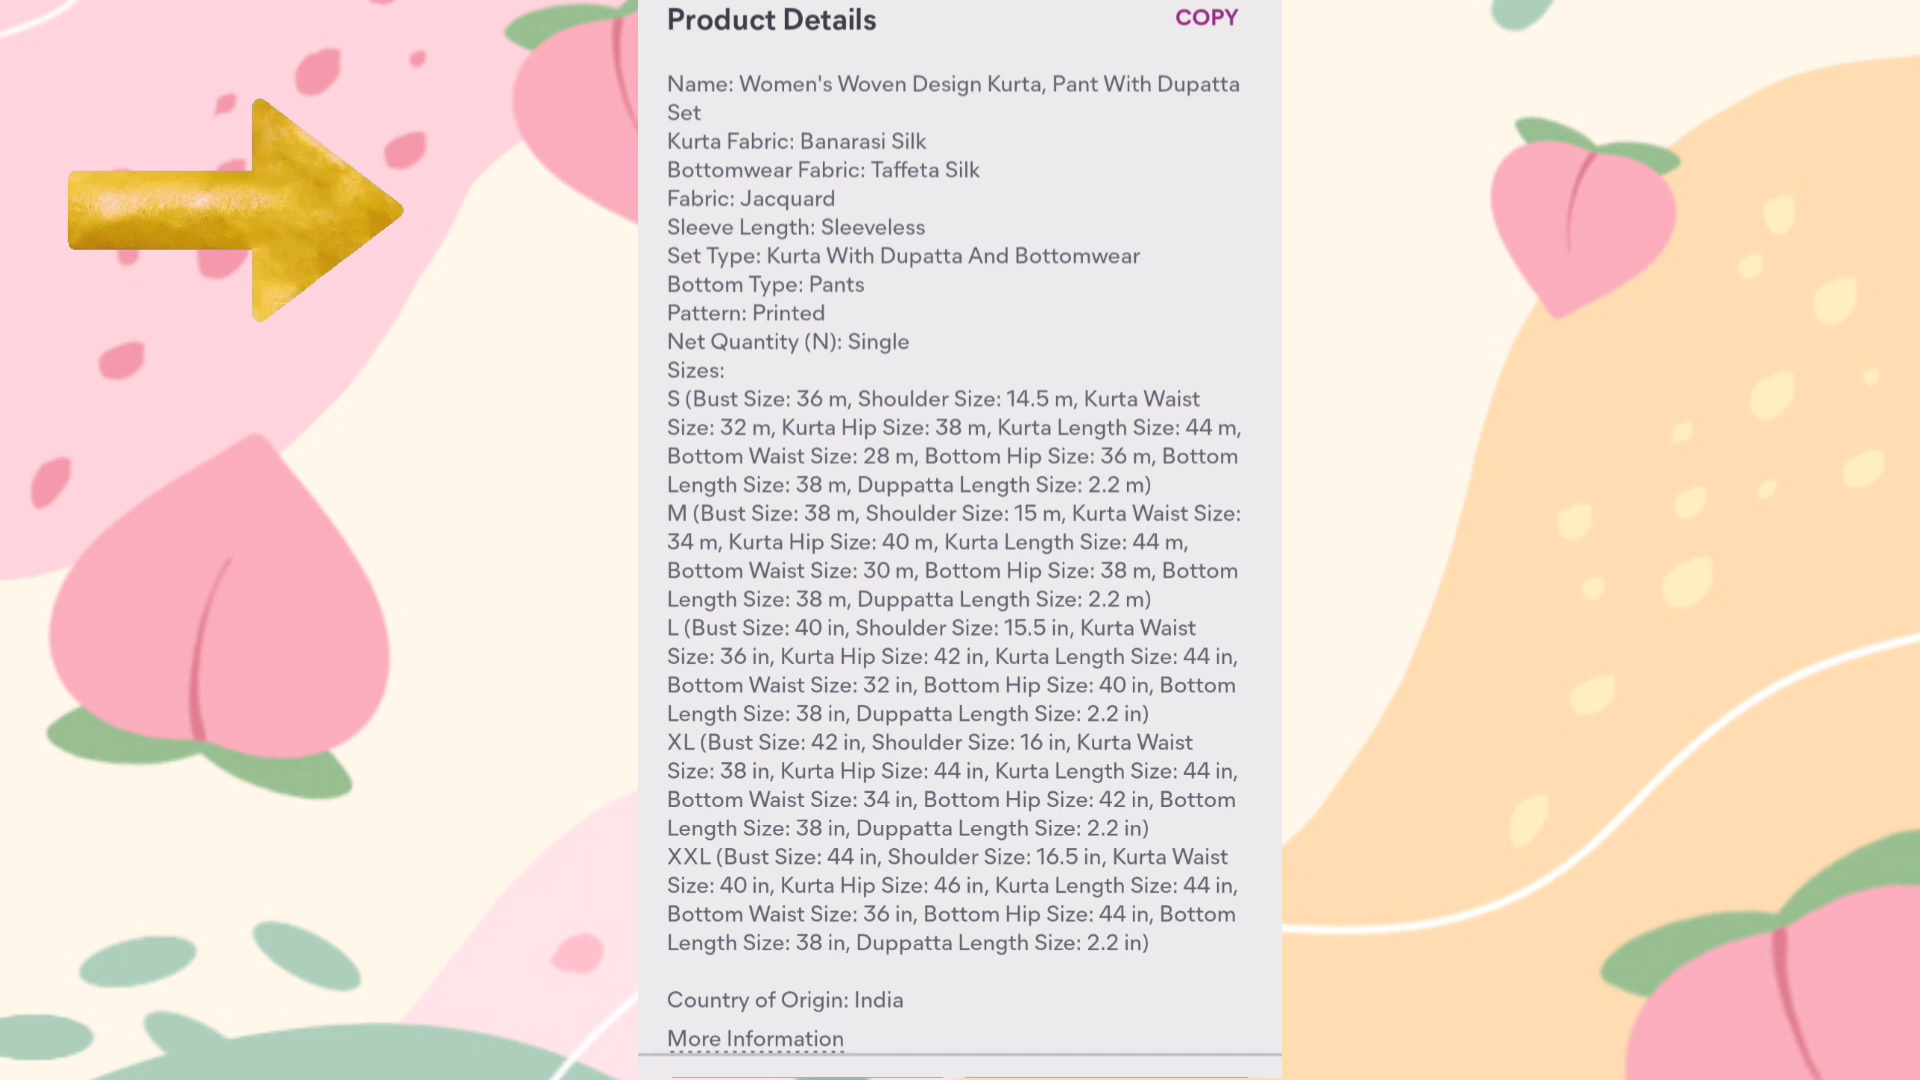 Product Details
COPY
Name: Women's Woven Design Kurta, Pant With Dupatta
Set
Kurta Fabric: Banarasi Silk
Bottomwear Fabric: Taffeta Silk
Fabric: Jacquard
Sleeve Length: Sleeveless
Set Type: Kurta With Dupatta And Bottomwear
Bottom Type: Pants
Pattern: Printed
Net Quantity (N): Single
Sizes:
S (Bust Size: 36 m, Shoulder Size: 14.5 m, Kurta Waist
Size: 32 m, Kurta Hip Size: 38 m, Kurta Length Size: 44 m,
Bottom Waist Size: 28 m, Bottom Hip Size: 36 m, Bottom
Length Size: 38 m, Duppatta Length Size: 2.2 m)
M (Bust Size: 38 m, Shoulder Size: 15 m, Kurta Waist Size:
34 m, Kurta Hip Size: 40 m, Kurta Length Size: 44 m,
Bottom Waist Size: 30 m, Bottom Hip Size: 38 m, Bottom
Length Size: 38 m, Duppatta Length Size: 2.2 m)
L (Bust Size: 40 in, Shoulder Size: 15.5 in, Kurta Waist
Size: 36 in, Kurta Hip Size: 42 in, Kurta Length Size: 44 in,
Bottom Waist Size: 32 in, Bottom Hip Size: 40 in, Bottom
Length Size: 38 in, Duppatta Length Size: 2.2 in)
XL (Bust Size: 42 in, Shoulder Size: 16 in, Kurta Waist
Size: 38 in, Kurta Hip Size: 44 in, Kurta Length Size: 44 in,
Bottom Waist Size: 34 in, Bottom Hip Size: 42 in, Bottom
Length Size: 38 in, Duppatta Length Size: 2.2 in)
XXL (Bust Size: 44 in, Shoulder Size: 16.5 in, Kurta Waist
Size: 40 in, Kurta Hip Size: 46 in, Kurta Length Size: 44 in,
Bottom Waist Size: 36 in, Bottom Hip Size: 44 in, Bottom
Length Size: 38 in, Duppatta Length Size: 2.2 in)
Country of Origin: India
More Information